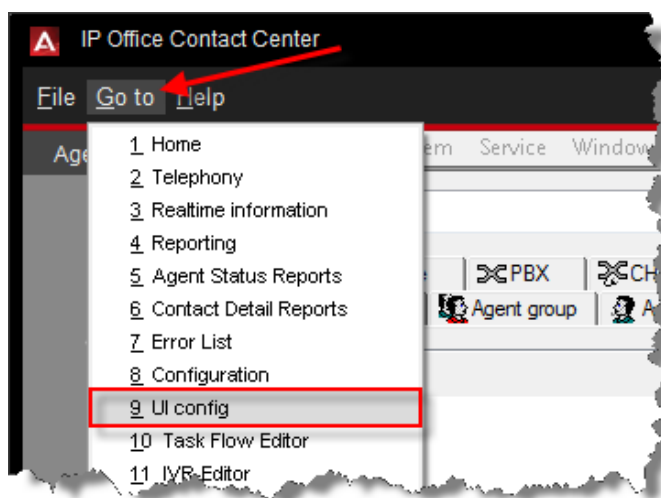 IP Office Contact Center
File Go to Help
Service Window
1 Home
2 Telephony
3 Realtime information
4 Reporting
PBX
5 Agent Status Reports
Agent group
6 Contact Detail Reports
7 Error List
8 Configuration
9 UI config
10 Task Flow Editor
11 IVR-Editor